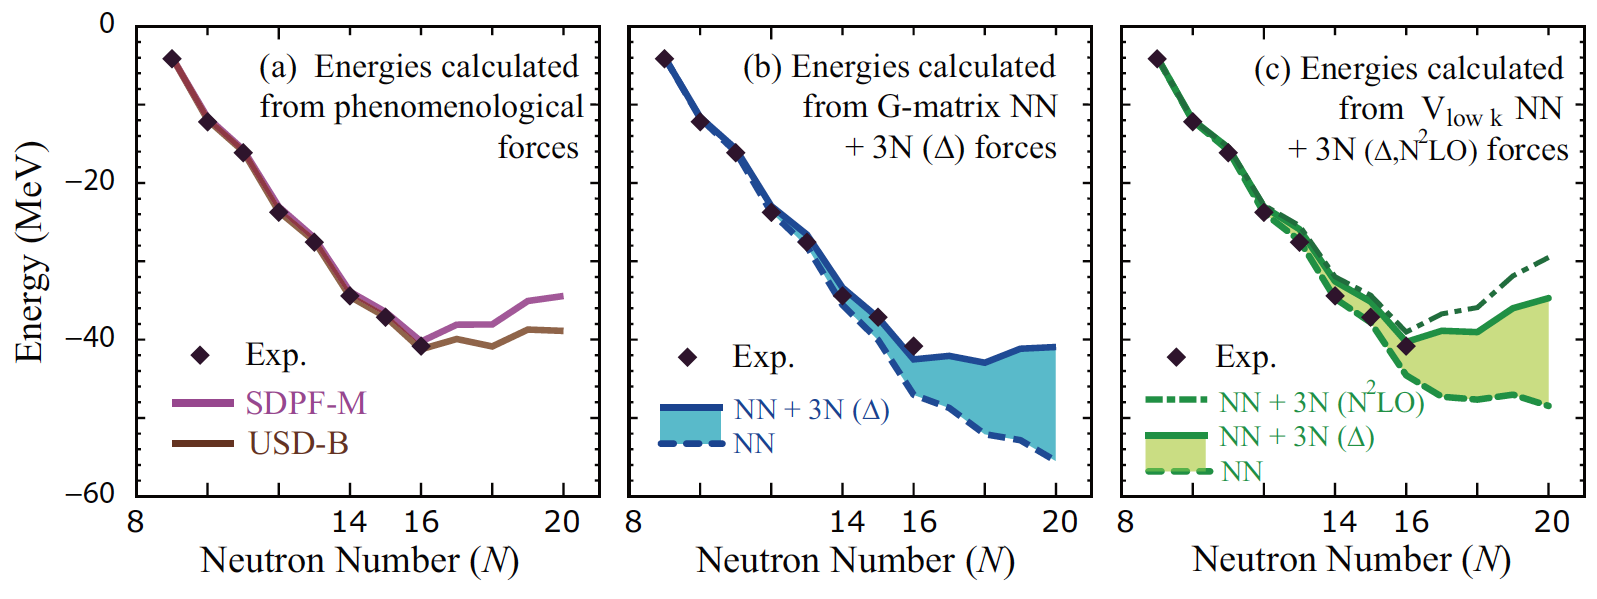 Energy (MeV)
0
−20
−40
−60
(a) Energies calculated
from phenomenological
forces
Exp.
SDPF-M
USD-B
8
14
16
20
Neutron Number (N)
(b) Energies calculated
from G-matrix NN
+ 3N (Δ) forces
Exp.
NN + 3N (Δ)
NN
8
14
16
20
Neutron Number (N)
(c) Energies calculated
from Vlow k NN
+ 3N (Δ,N²LO) forces
Exp.
NN + 3N (N²LO)
NN + 3N (Δ)
NN
8
14
16
20
Neutron Number (N)